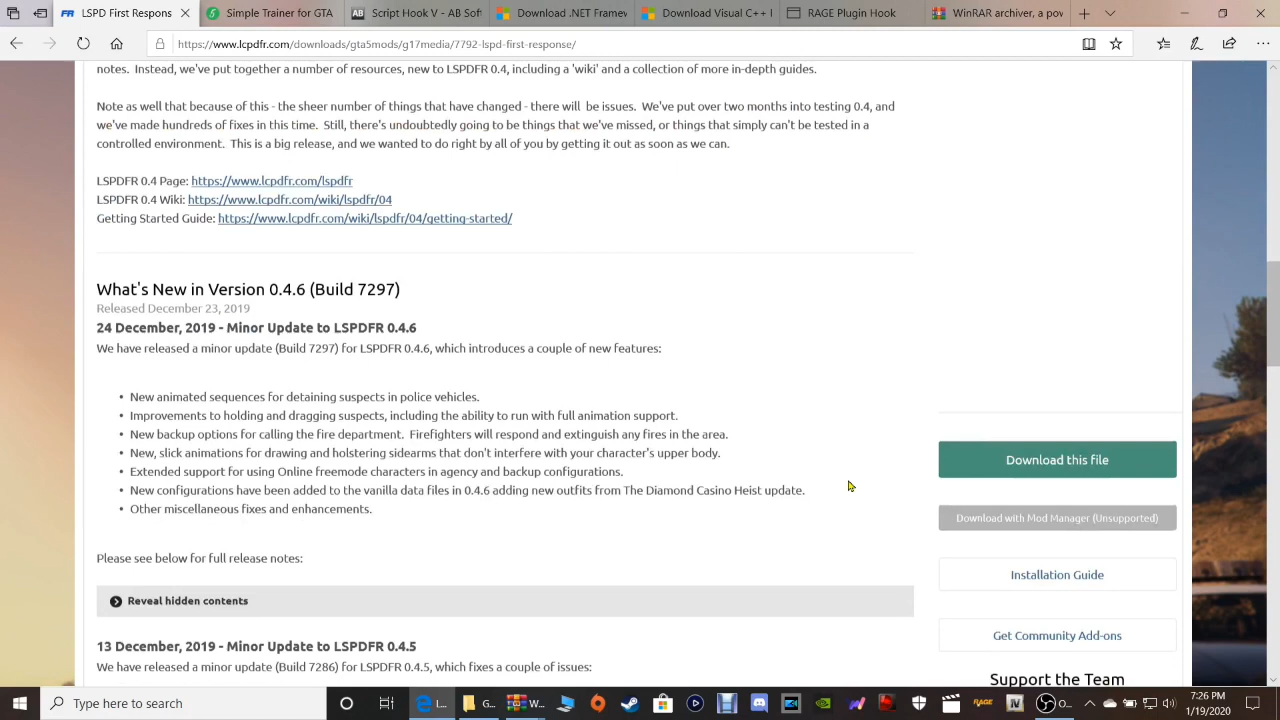 LSPD Fir
WinPc
AB
Micros
Visual C++ I
WinRAR ar
https://www.lcpdfr.com/downloads/gta5mods/g17media/7792-lspd-first-response/
notes. Instead, we've put together a number of resources, new to LSPDFR 0.4, including a 'wiki' and a collection of more in-depth guides.
Note as well that because of this - the sheer number of things that have changed - there will be issues. We've put over two months into testing 0.4, and
we've made hundreds of fixes in this time. Still, there's undoubtedly going to be things that we've missed, or things that simply can't be tested in a
controlled environment. This is a big release, and we wanted to do right by all of you by getting it out as soon as we can.
LSPDFR 0.4 Page: https://www.lcpdfr.com/lspdfr
LSPDFR 0.4 Wiki: https://www.lcpdfr.com/wiki/lspdfr/04
Getting Started Guide: https://www.lcpdfr.com/wiki/lspdfr/04/getting-started/
What's New in Version 0.4.6 (Build 7297)
Released December 23, 2019
24 December, 2019 - Minor Update to LSPDFR 0.4.6
We have released a minor update (Build 7297) for LSPDFR 0.4.6, which introduces a couple of new features:
• New animated sequences for detaining suspects in police vehicles.
• Improvements to holding and dragging suspects, including the ability to run with full animation support.
• New backup options for calling the fire department. Firefighters will respond and extinguish any fires in the area.
• New, slick animations for drawing and holstering sidearms that don't interfere with your character's upper body.
• Extended support for using Online freemode characters in agency and backup configurations.
• New configurations have been added to the vanilla data files in 0.4.6 adding new outfits from The Diamond Casino Heist update.
• Other miscellaneous fixes and enhancements.
Please see below for full release notes:
Reveal hidden contents
13 December, 2019 - Minor Update to LSPDFR 0.4.5
We have released a minor update (Build 7286) for LSPDFR 0.4.5, which fixes a couple of issues:
Download this file
Download with Mod Manager (Unsupported)
Installation Guide
Get Community Add-ons
Support the Team
Type here to search
L...
G...
W...
RAGE
IV
7:26 PM
1/19/2020